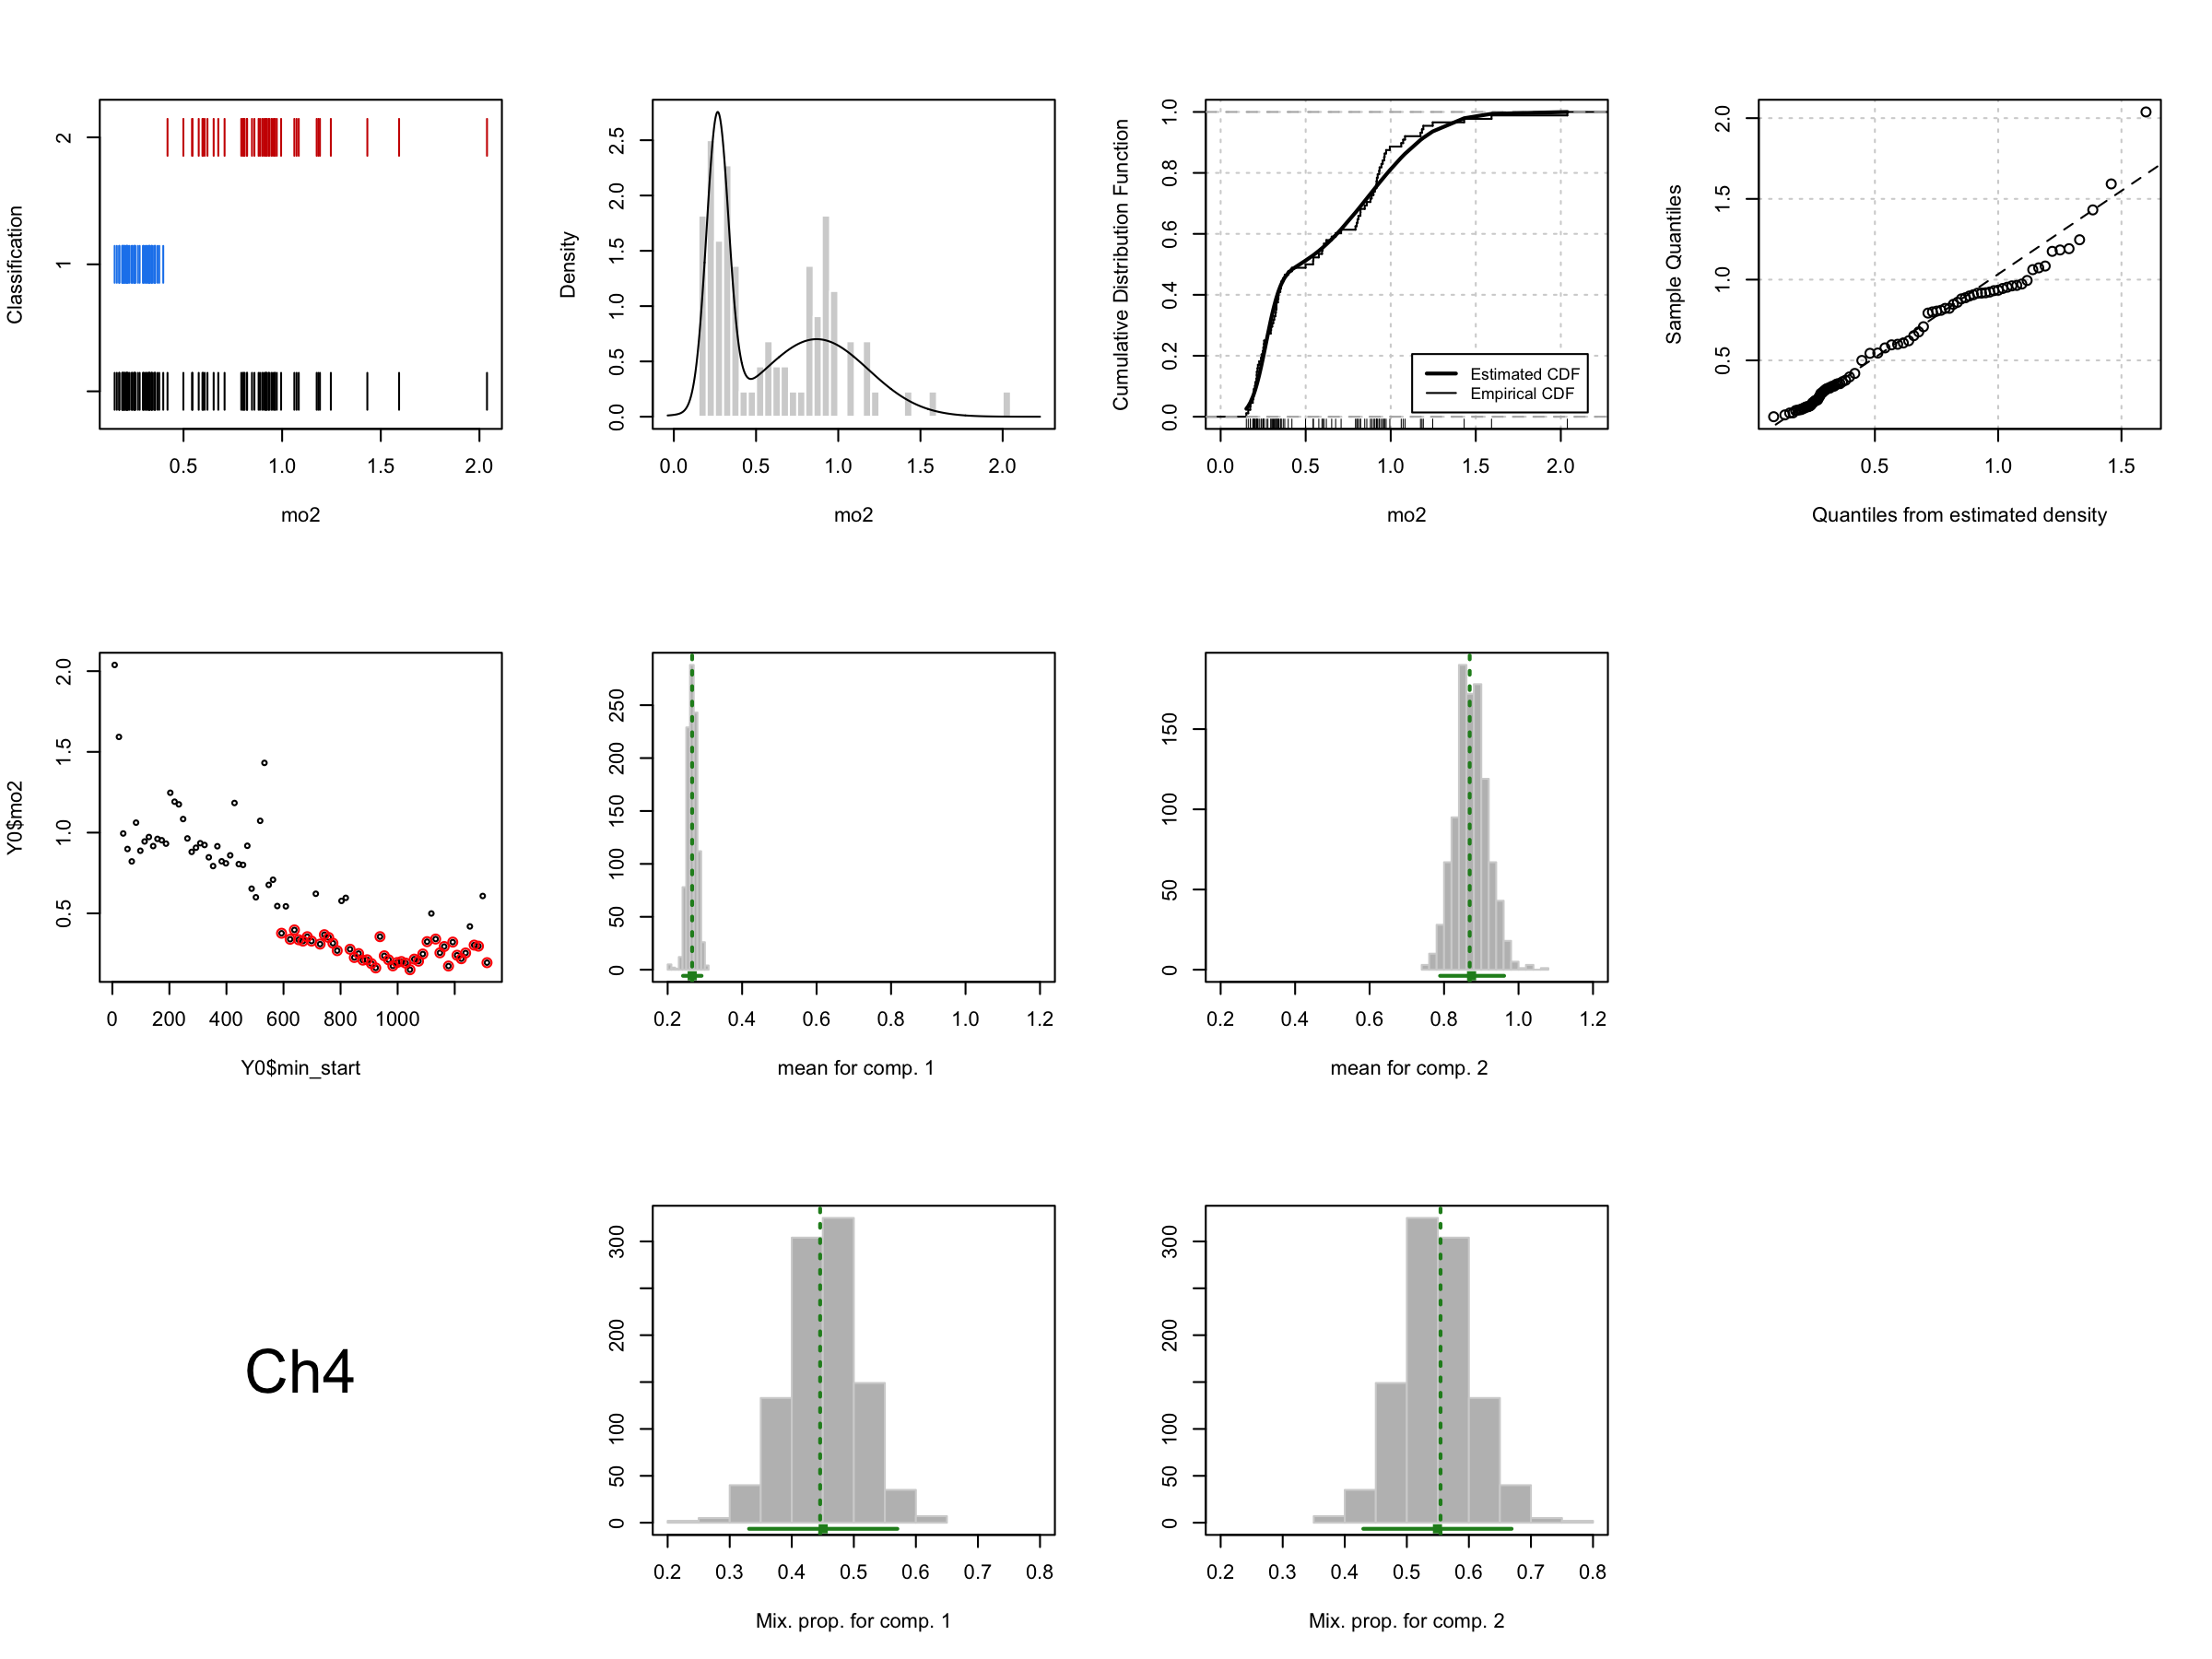 Classification
2
1
0.5 1.0 1.5 2.0
mo2
Density
0.0 0.5 1.0 1.5 2.0 2.5
0.0 0.5 1.0 1.5 2.0
mo2
Cumulative Distribution Function
0.0 0.2 0.4 0.6 0.8 1.0
Estimated CDF
Empirical CDF
0.0 0.5 1.0 1.5 2.0
mo2
Sample Quantiles
0.5 1.0 1.5 2.0
0.5 1.0 1.5
Quantiles from estimated density
Y0$mo2
0.5 1.0 1.5 2.0
0 200 400 600 800 1000
Y0$min_start
0 50 100 150 200 250
0.2 0.4 0.6 0.8 1.0 1.2
mean for comp. 1
0 50 100 150
0.2 0.4 0.6 0.8 1.0 1.2
mean for comp. 2
Ch4
0 50 100 200 300
0.2 0.3 0.4 0.5 0.6 0.7 0.8
Mix. prop. for comp. 1
0 50 100 200 300
0.2 0.3 0.4 0.5 0.6 0.7 0.8
Mix. prop. for comp. 2